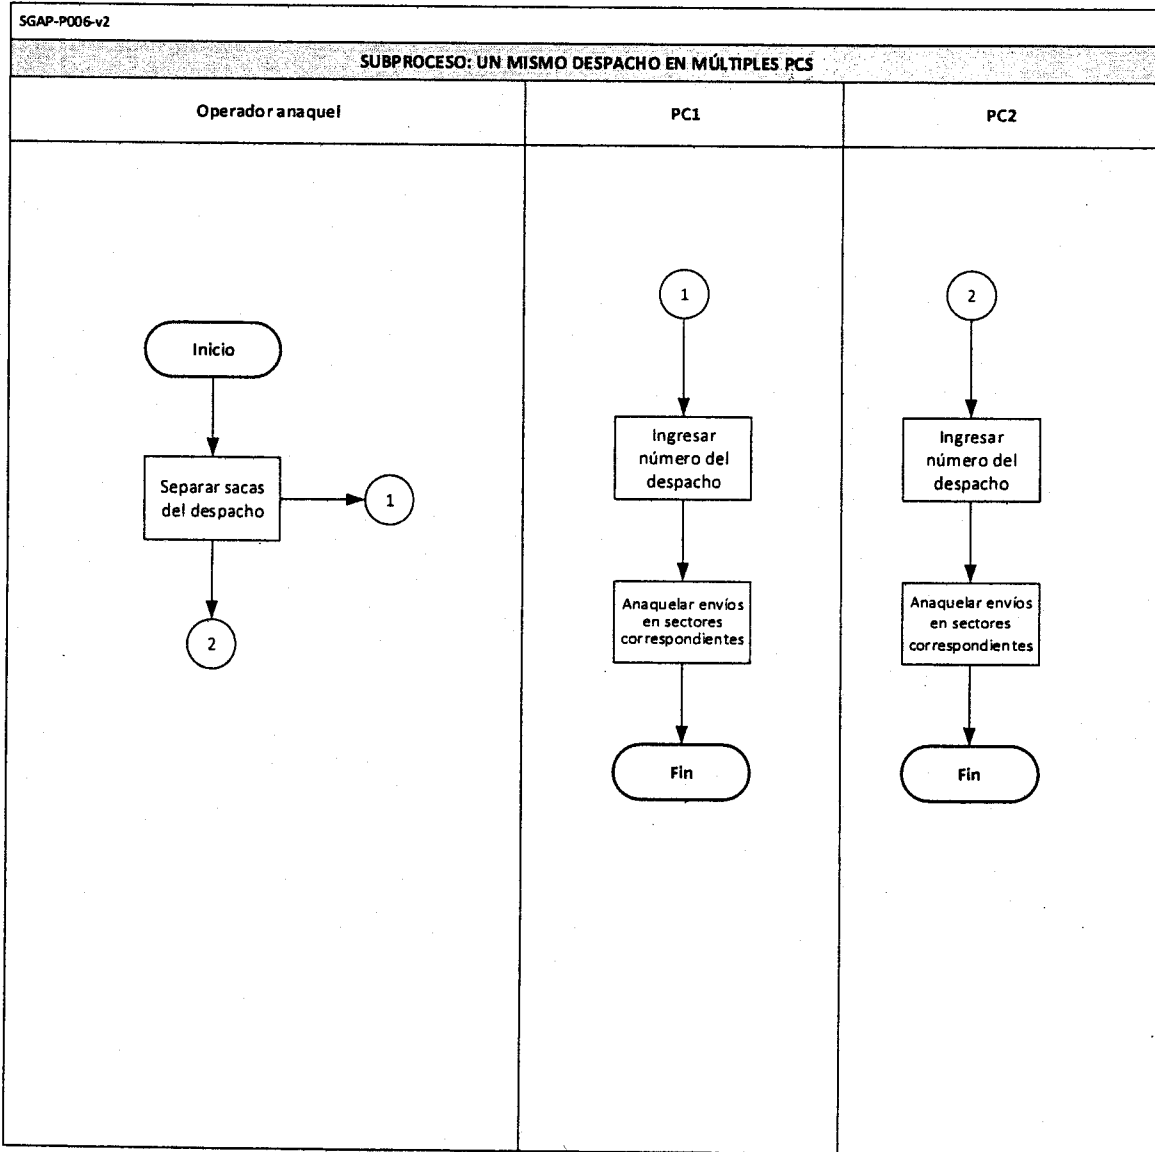 SGAP-P006-v2
SUBPROCESO: UN MISMO DESPACHO EN MÚLTIPLES PCS
Operador anaquel
PC1
PC2
Inicio
Separar sacas
del despacho
1
2
1
Ingresar
número del
despacho
Anaquelar envíos
en sectores
correspondientes
Fin
2
Ingresar
número del
despacho
Anaquelar envíos
en sectores
correspondientes
Fin